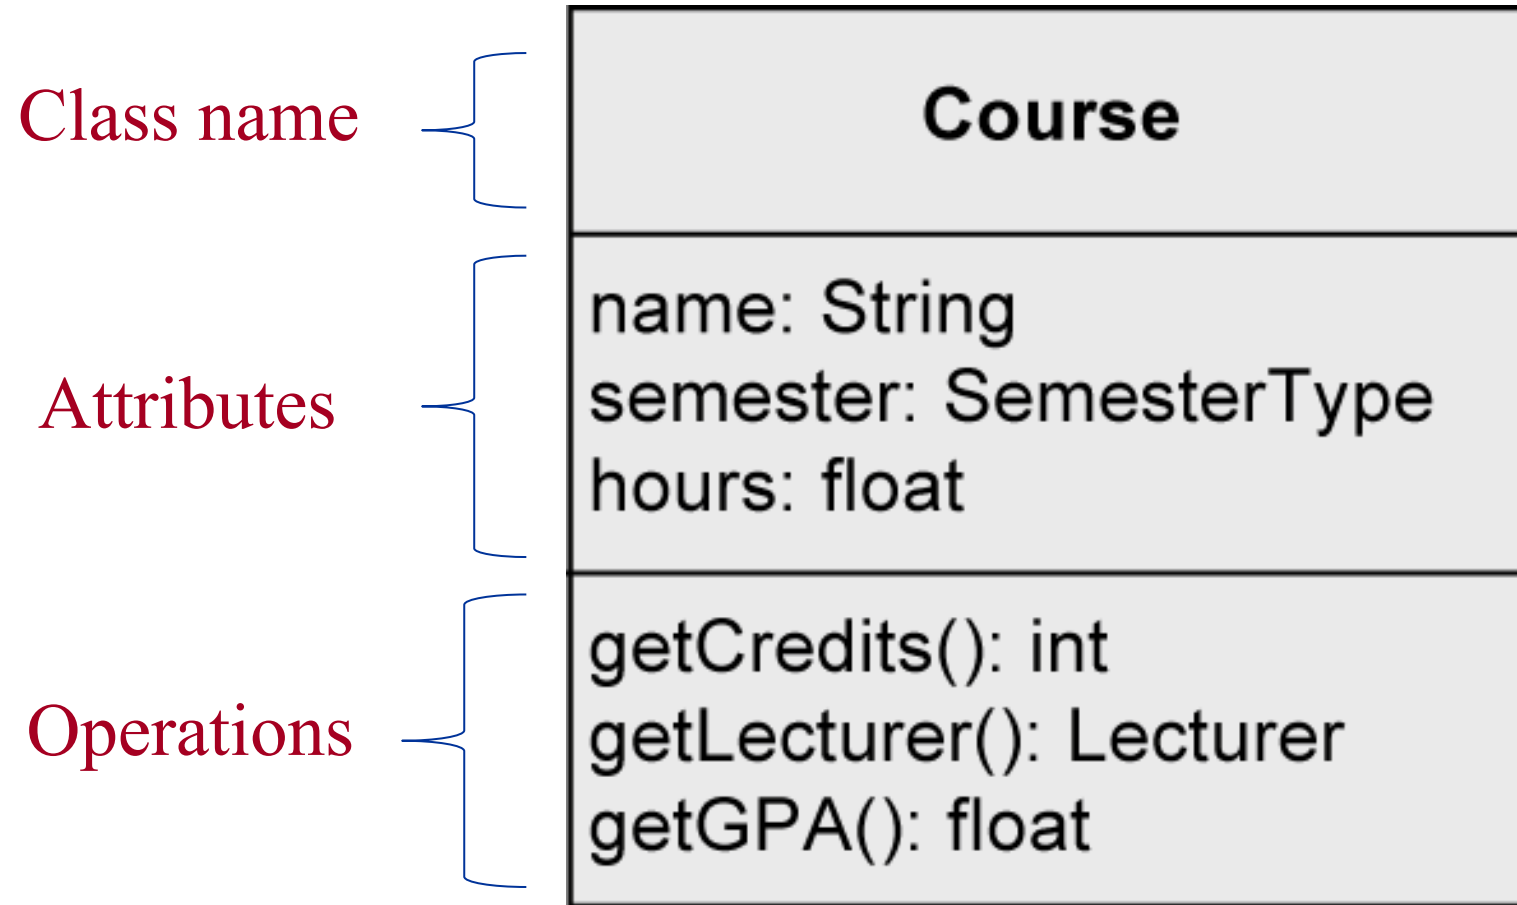 Class name
Course
Attributes
name: String
semester: SemesterType
hours: float
Operations
getCredits(): int
getLecturer(): Lecturer
getGPA(): float